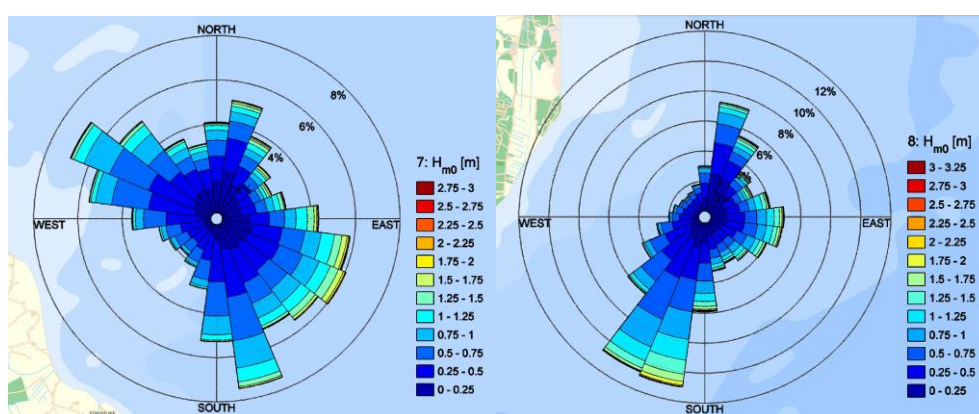 NORTH
8%
6%
4%
WEST
EAST
SOUTH
7: Hm0 [m]
2.75 - 3
2.5 - 2.75
2.25 - 2.5
2 - 2.25
1.75 - 2
1.5 - 1.75
1.25 - 1.5
1 - 1.25
0.75 - 1
0.5 - 0.75
0.25 - 0.5
0 - 0.25
NORTH
12%
10%
8%
6%
WEST
EAST
SOUTH
8: Hm0 [m]
3 - 3.25
2.75 - 3
2.5 - 2.75
2.25 - 2.5
2 - 2.25
1.75 - 2
1.5 - 1.75
1.25 - 1.5
1 - 1.25
0.75 - 1
0.5 - 0.75
0.25 - 0.5
0 - 0.25